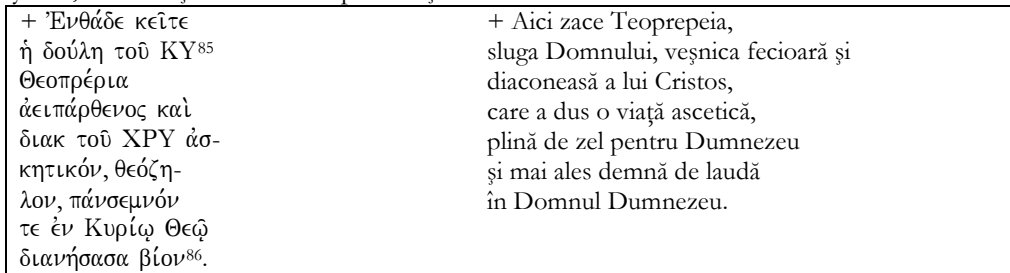 + Ἐνθάδε κεῖτε
ἡ δούλη τοῦ ΚΥ85
Θεοπρέρια
ἀειπάρθενος καὶ
διακ τοῦ ΧΡΥ ἀσ-
κητικόν, θεόζη-
λον, πάνσεμνόν
τε ἐν Κυρίῳ Θεῷ
διανήσασα βίον86.
+ Aici zace Teoprepeia,
sluga Domnului, veşnica fecioară şi
diaconeasă a lui Cristos,
care a dus o viaţă ascetică,
plină de zel pentru Dumnezeu
şi mai ales demnă de laudă
în Domnul Dumnezeu.